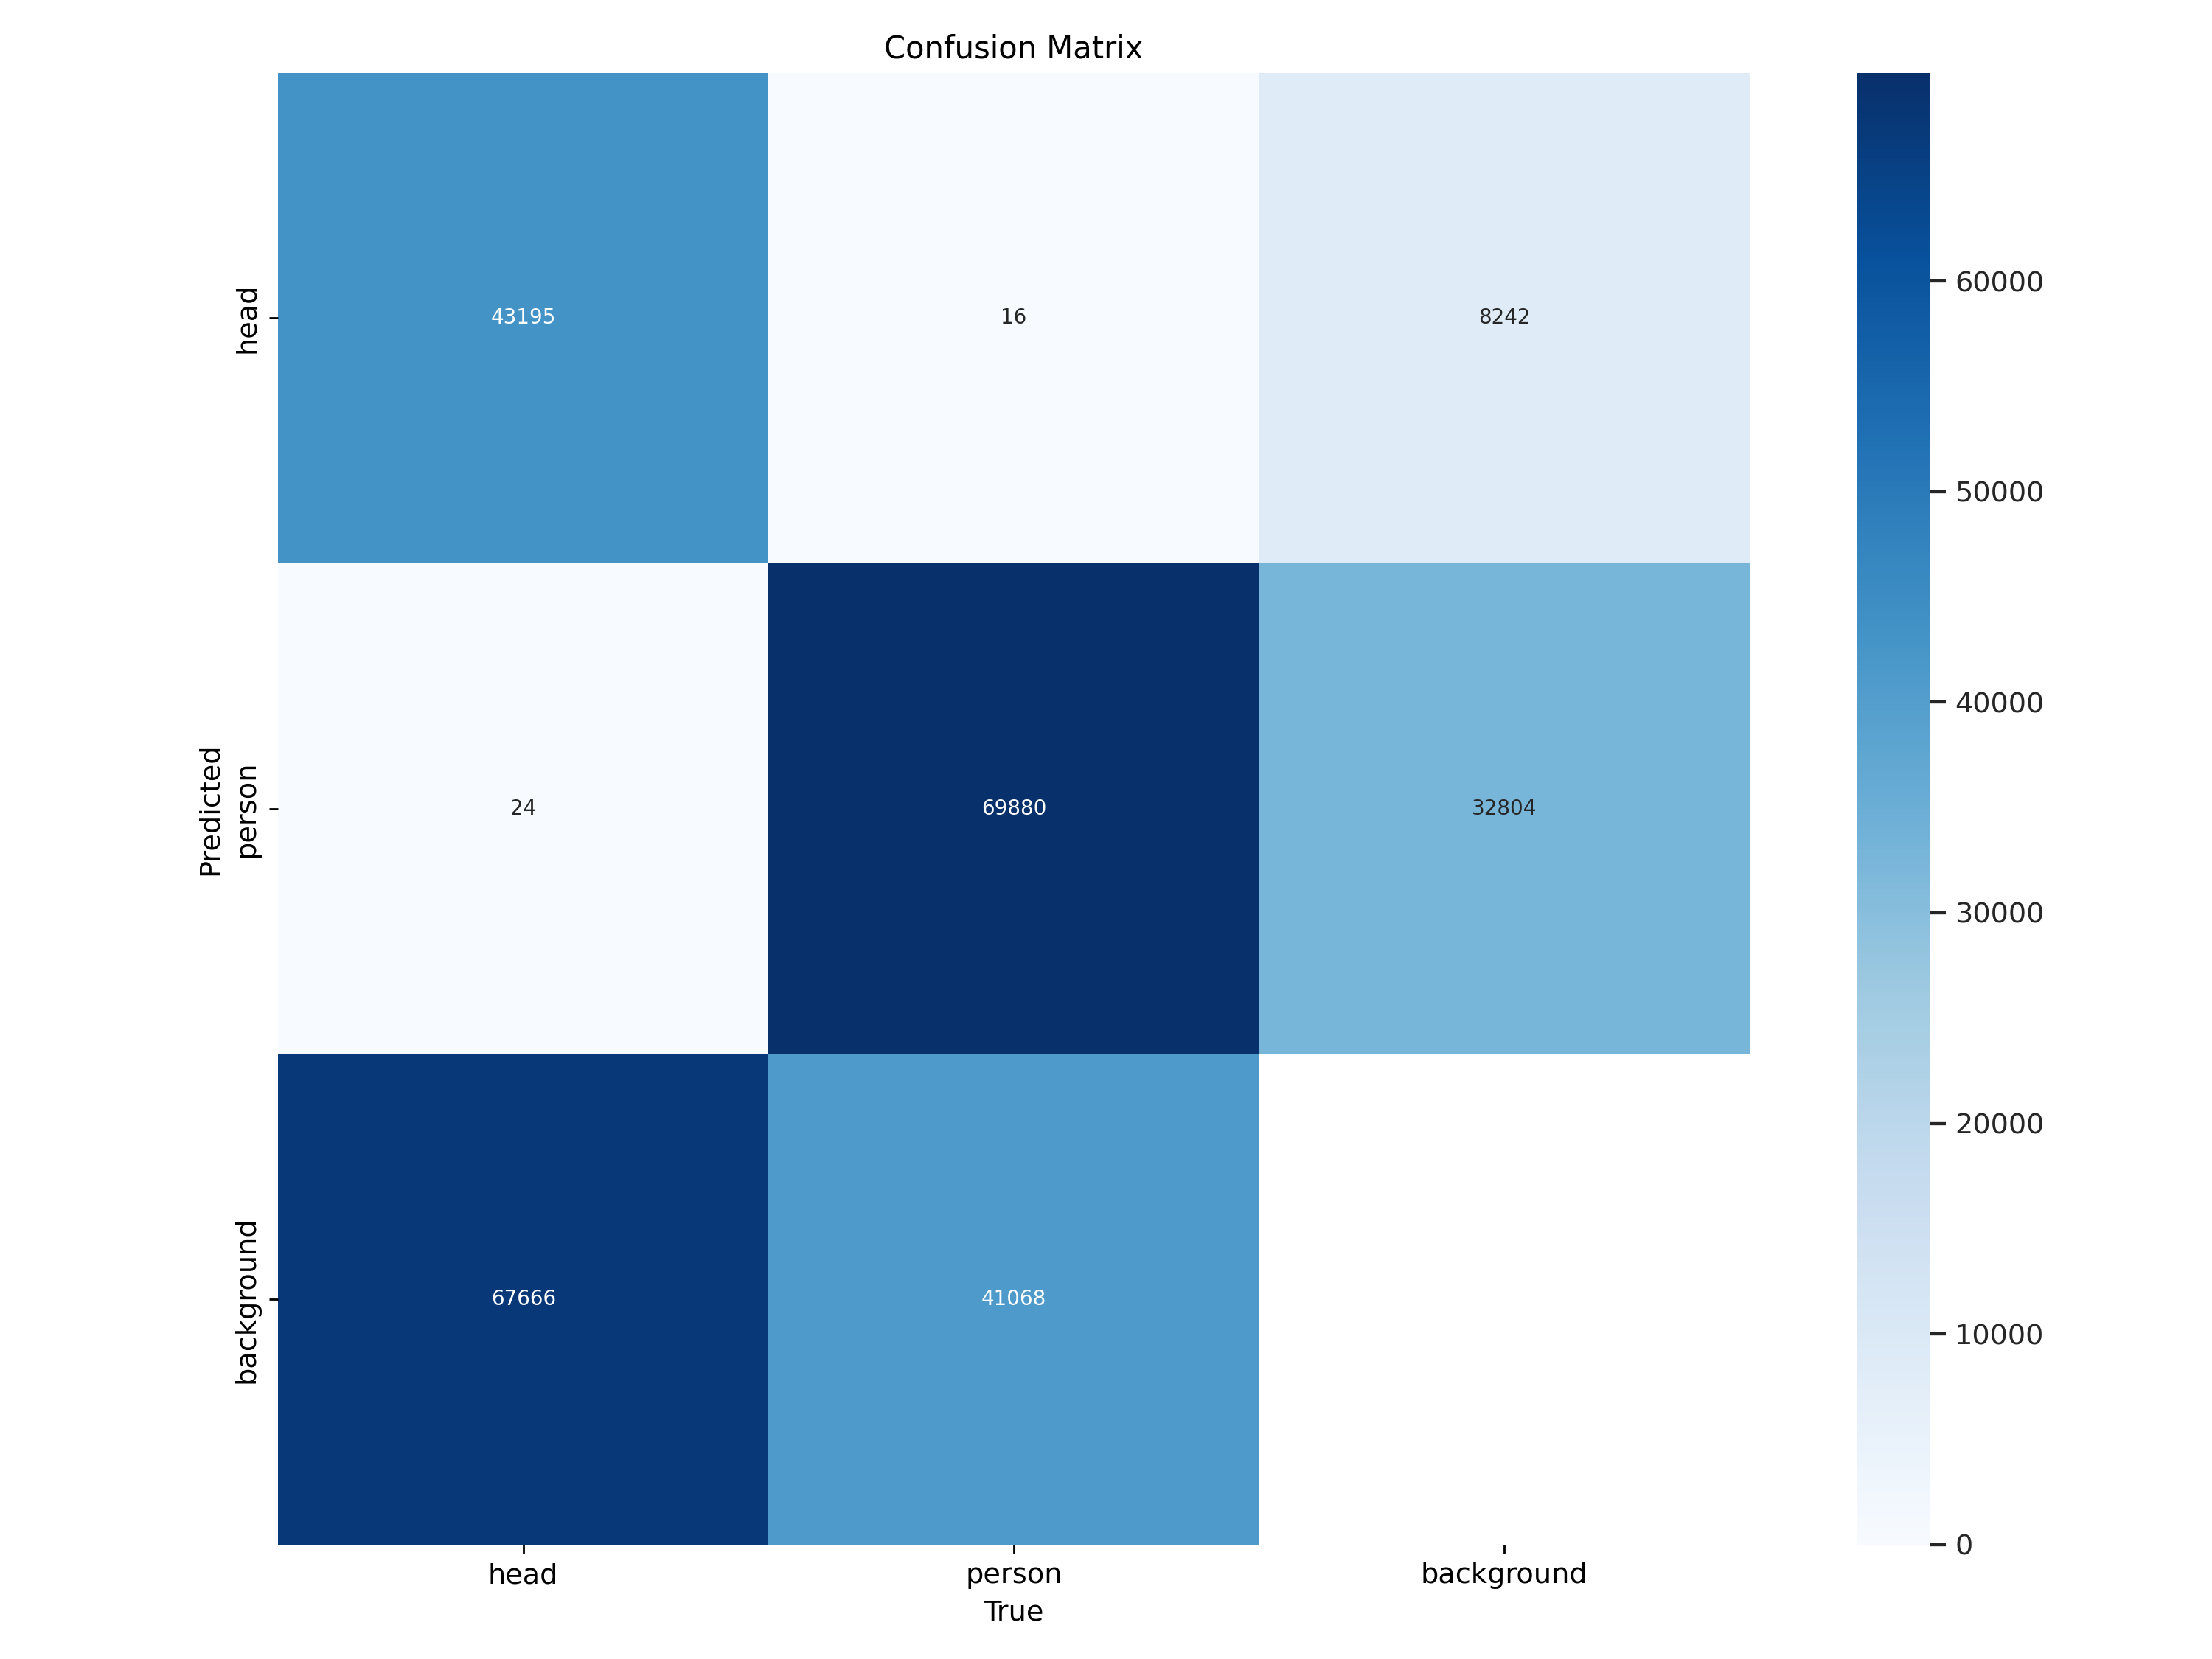 Confusion Matrix
head
43195
16
8242
60000
50000
40000
Predicted
person
24
69880
32804
30000
20000
background
67666
41068
10000
0
head
person
background
True